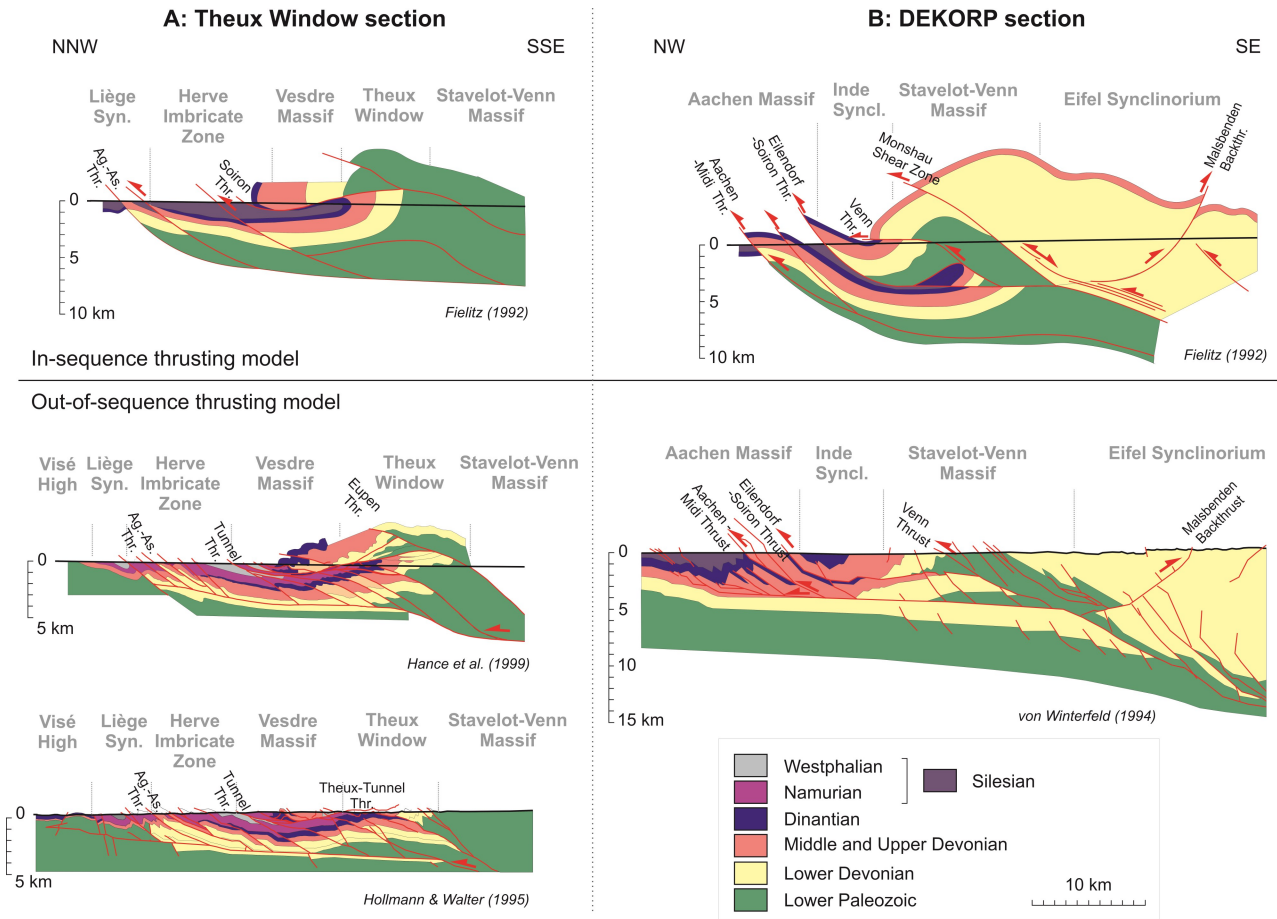 A: Theux Window section
B: DEKORP section
NNW
SSE
NW
SE
Liège
Syn.
Herve
Imbricate
Zone
Vesdre
Massif
Theux
Window
Stavelot-Venn
Massif
Ag.-As.
Thr.
Soiron
Thr.
0
5
10 km
Fielitz (1992)
Aachen Massif
Inde
Syncl.
Stavelot-Venn
Massif
Eifel Synclinorium
Aachen
-Midi Thr.
Eilendorf
-Soiron Thr.
Venn
Thr.
Monshau
Shear Zone
Malsbenden
Backthr.
0
5
10 km
Fielitz (1992)
In-sequence thrusting model
Out-of-sequence thrusting model
Visé
High
Liège
Syn.
Herve
Imbricate
Zone
Vesdre
Massif
Theux
Window
Stavelot-Venn
Massif
Ag.-As.
Thr.
Tunnel
Thr.
Eupen
Thr.
0
5 km
Hance et al. (1999)
Visé
High
Liège
Syn.
Herve
Imbricate
Zone
Vesdre
Massif
Theux
Window
Stavelot-Venn
Massif
Ag.-As.
Thr.
Tunnel
Thr.
Theux-Tunnel
Thr.
0
5 km
Hollmann & Walter (1995)
Aachen Massif
Inde
Syncl.
Stavelot-Venn
Massif
Eifel Synclinorium
Aachen -
Midi Thrust
Eilendorf
-Soiron Thrust
Venn
Thrust
Malsbenden
Backthrust
0
5
10
15 km
von Winterfeld (1994)
Westphalian
Namurian
Silesian
Dinantian
Middle and Upper Devonian
Lower Devonian
Lower Paleozoic
10 km